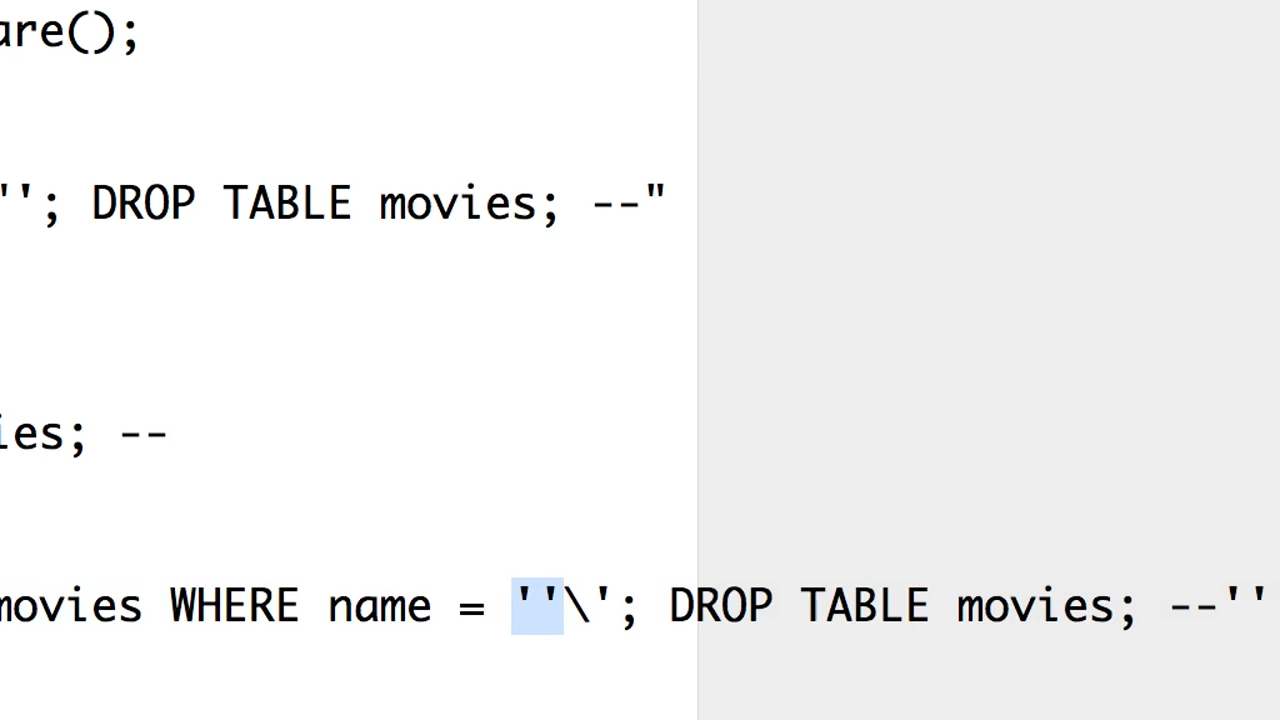 are();
''; DROP TABLE movies; --"
ies; --
movies WHERE name = ''\'; DROP TABLE movies; --''